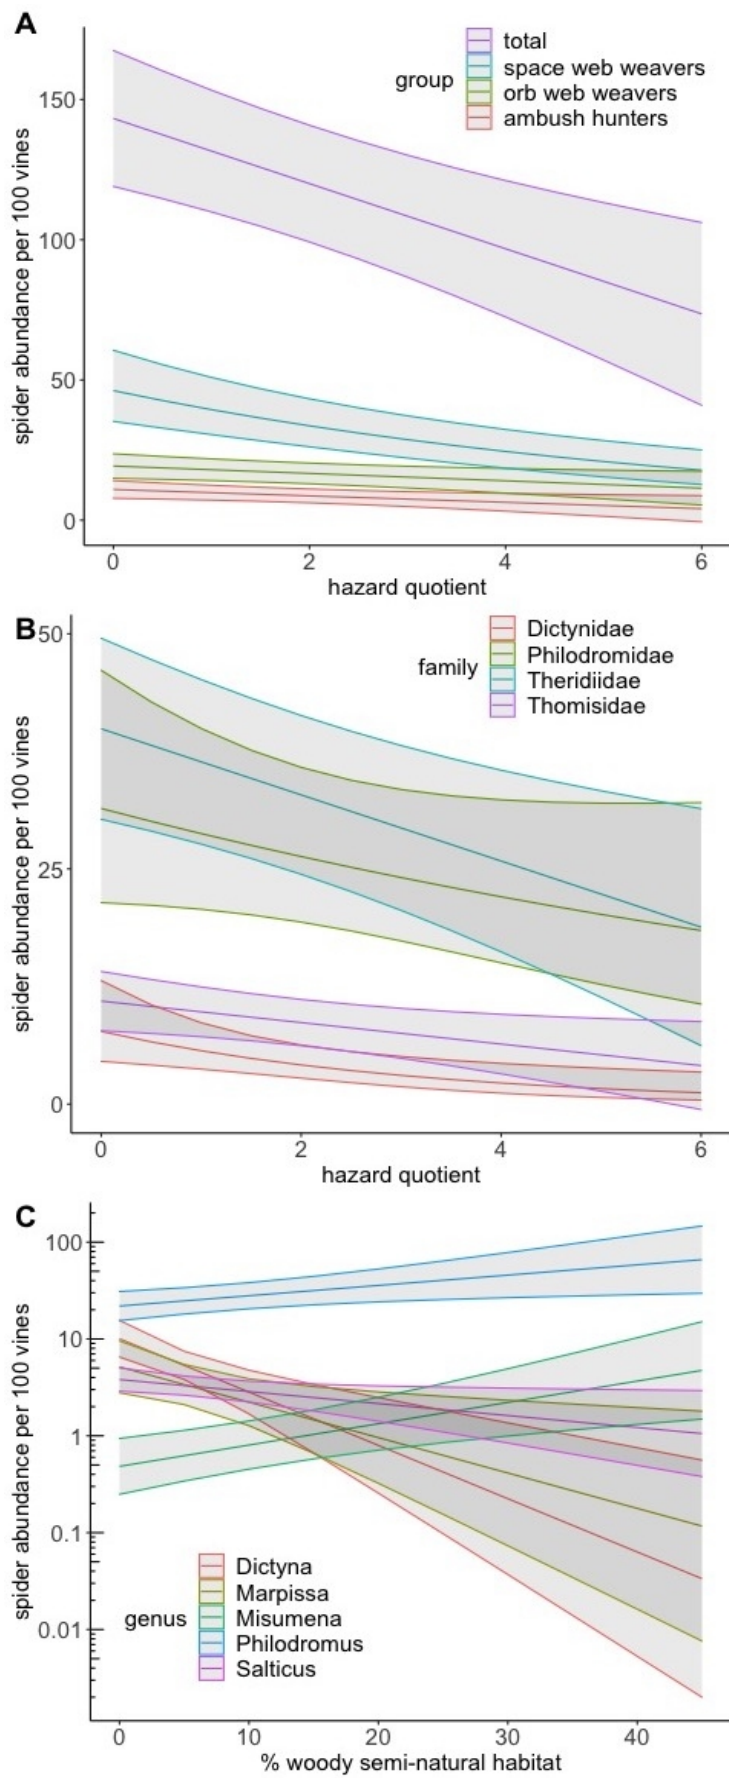 A
group
total
space web weavers
orb web weavers
ambush hunters
spider abundance per 100 vines
150
100
50
0
0 2 4 6
hazard quotient
B
family
Dictynidae
Philodromidae
Theridiidae
Thomisidae
spider abundance per 100 vines
50
25
0
0 2 4 6
hazard quotient
C
spider abundance per 100 vines
100
10
1
0.1
0.01
genus
Dictyna
Marpissa
Misumena
Philodromus
Salticus
0 10 20 30 40
% woody semi-natural habitat